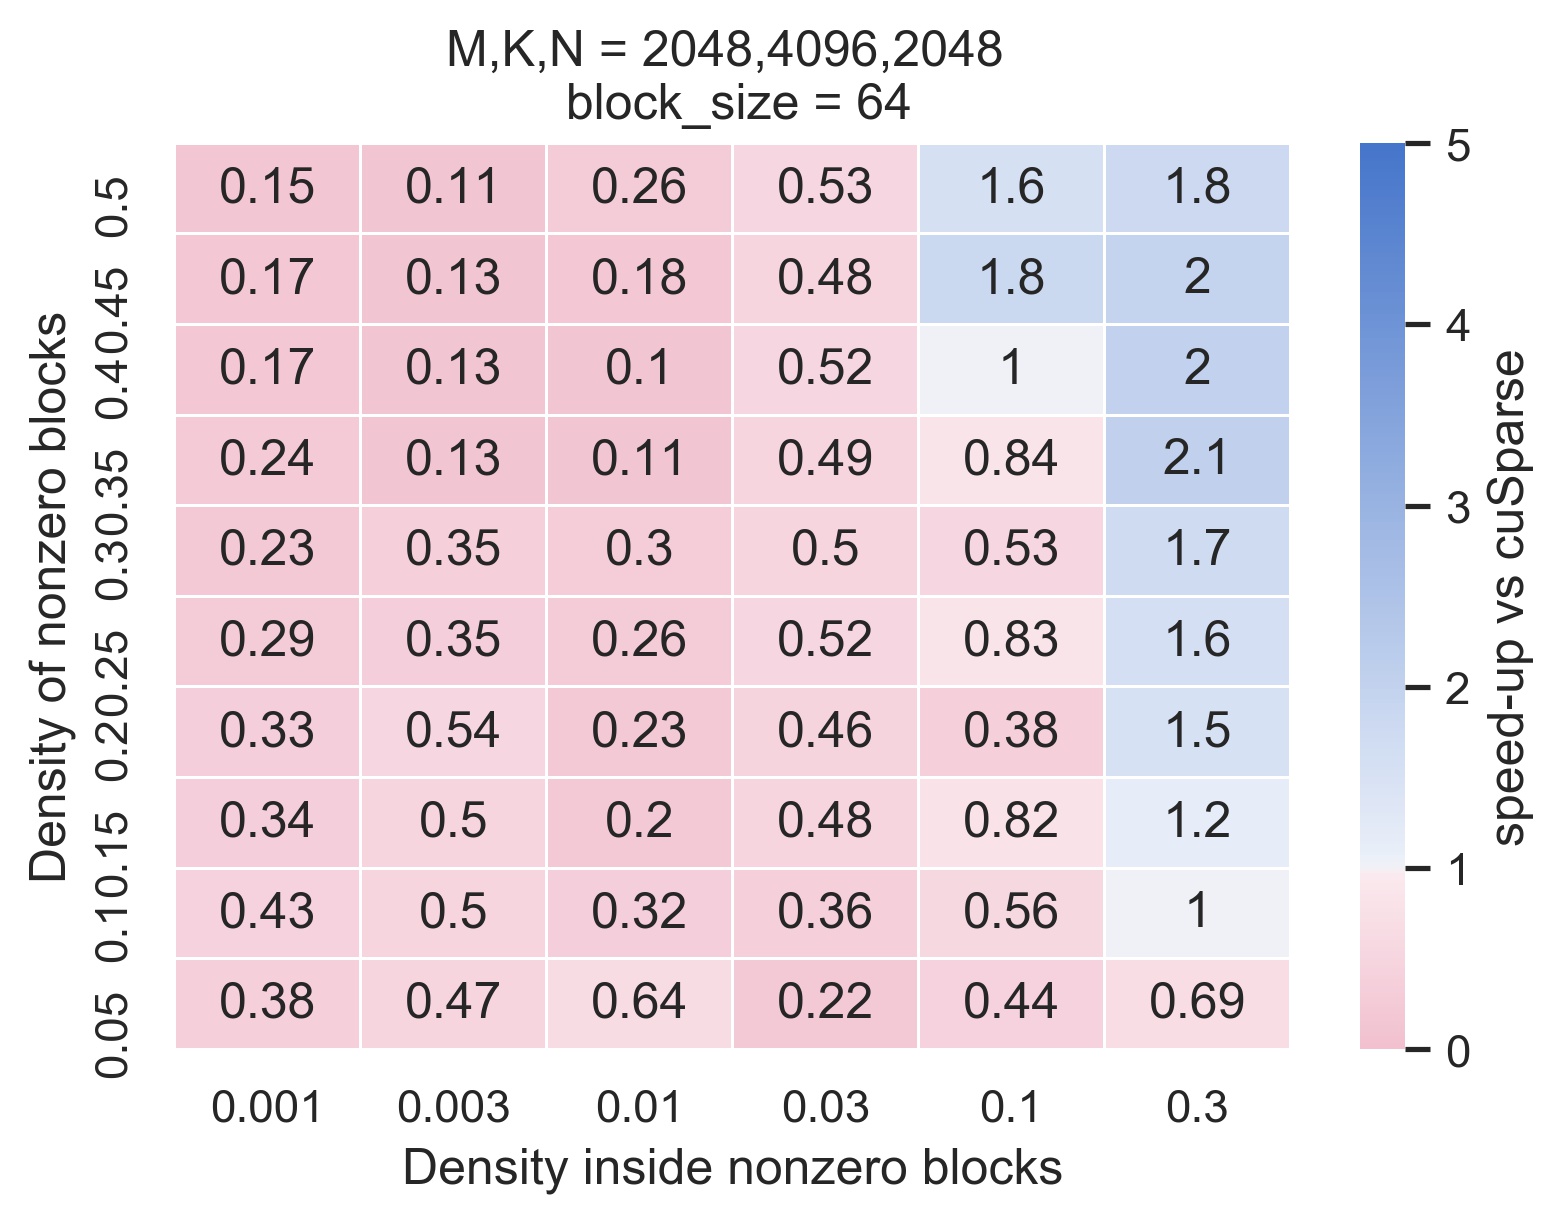 M,K,N = 2048,4096,2048
block_size = 64
Density of nonzero blocks
0.5 0.15 0.11 0.26 0.53 1.6 1.8
0.45 0.17 0.13 0.18 0.48 1.8 2
0.4 0.17 0.13 0.1 0.52 1 2
0.35 0.24 0.13 0.11 0.49 0.84 2.1
0.3 0.23 0.35 0.3 0.5 0.53 1.7
0.25 0.29 0.35 0.26 0.52 0.83 1.6
0.2 0.33 0.54 0.23 0.46 0.38 1.5
0.15 0.34 0.5 0.2 0.48 0.82 1.2
0.1 0.43 0.5 0.32 0.36 0.56 1
0.05 0.38 0.47 0.64 0.22 0.44 0.69
0.001 0.003 0.01 0.03 0.1 0.3
Density inside nonzero blocks
5
4
3
2
1
0
speed-up vs cuSparse